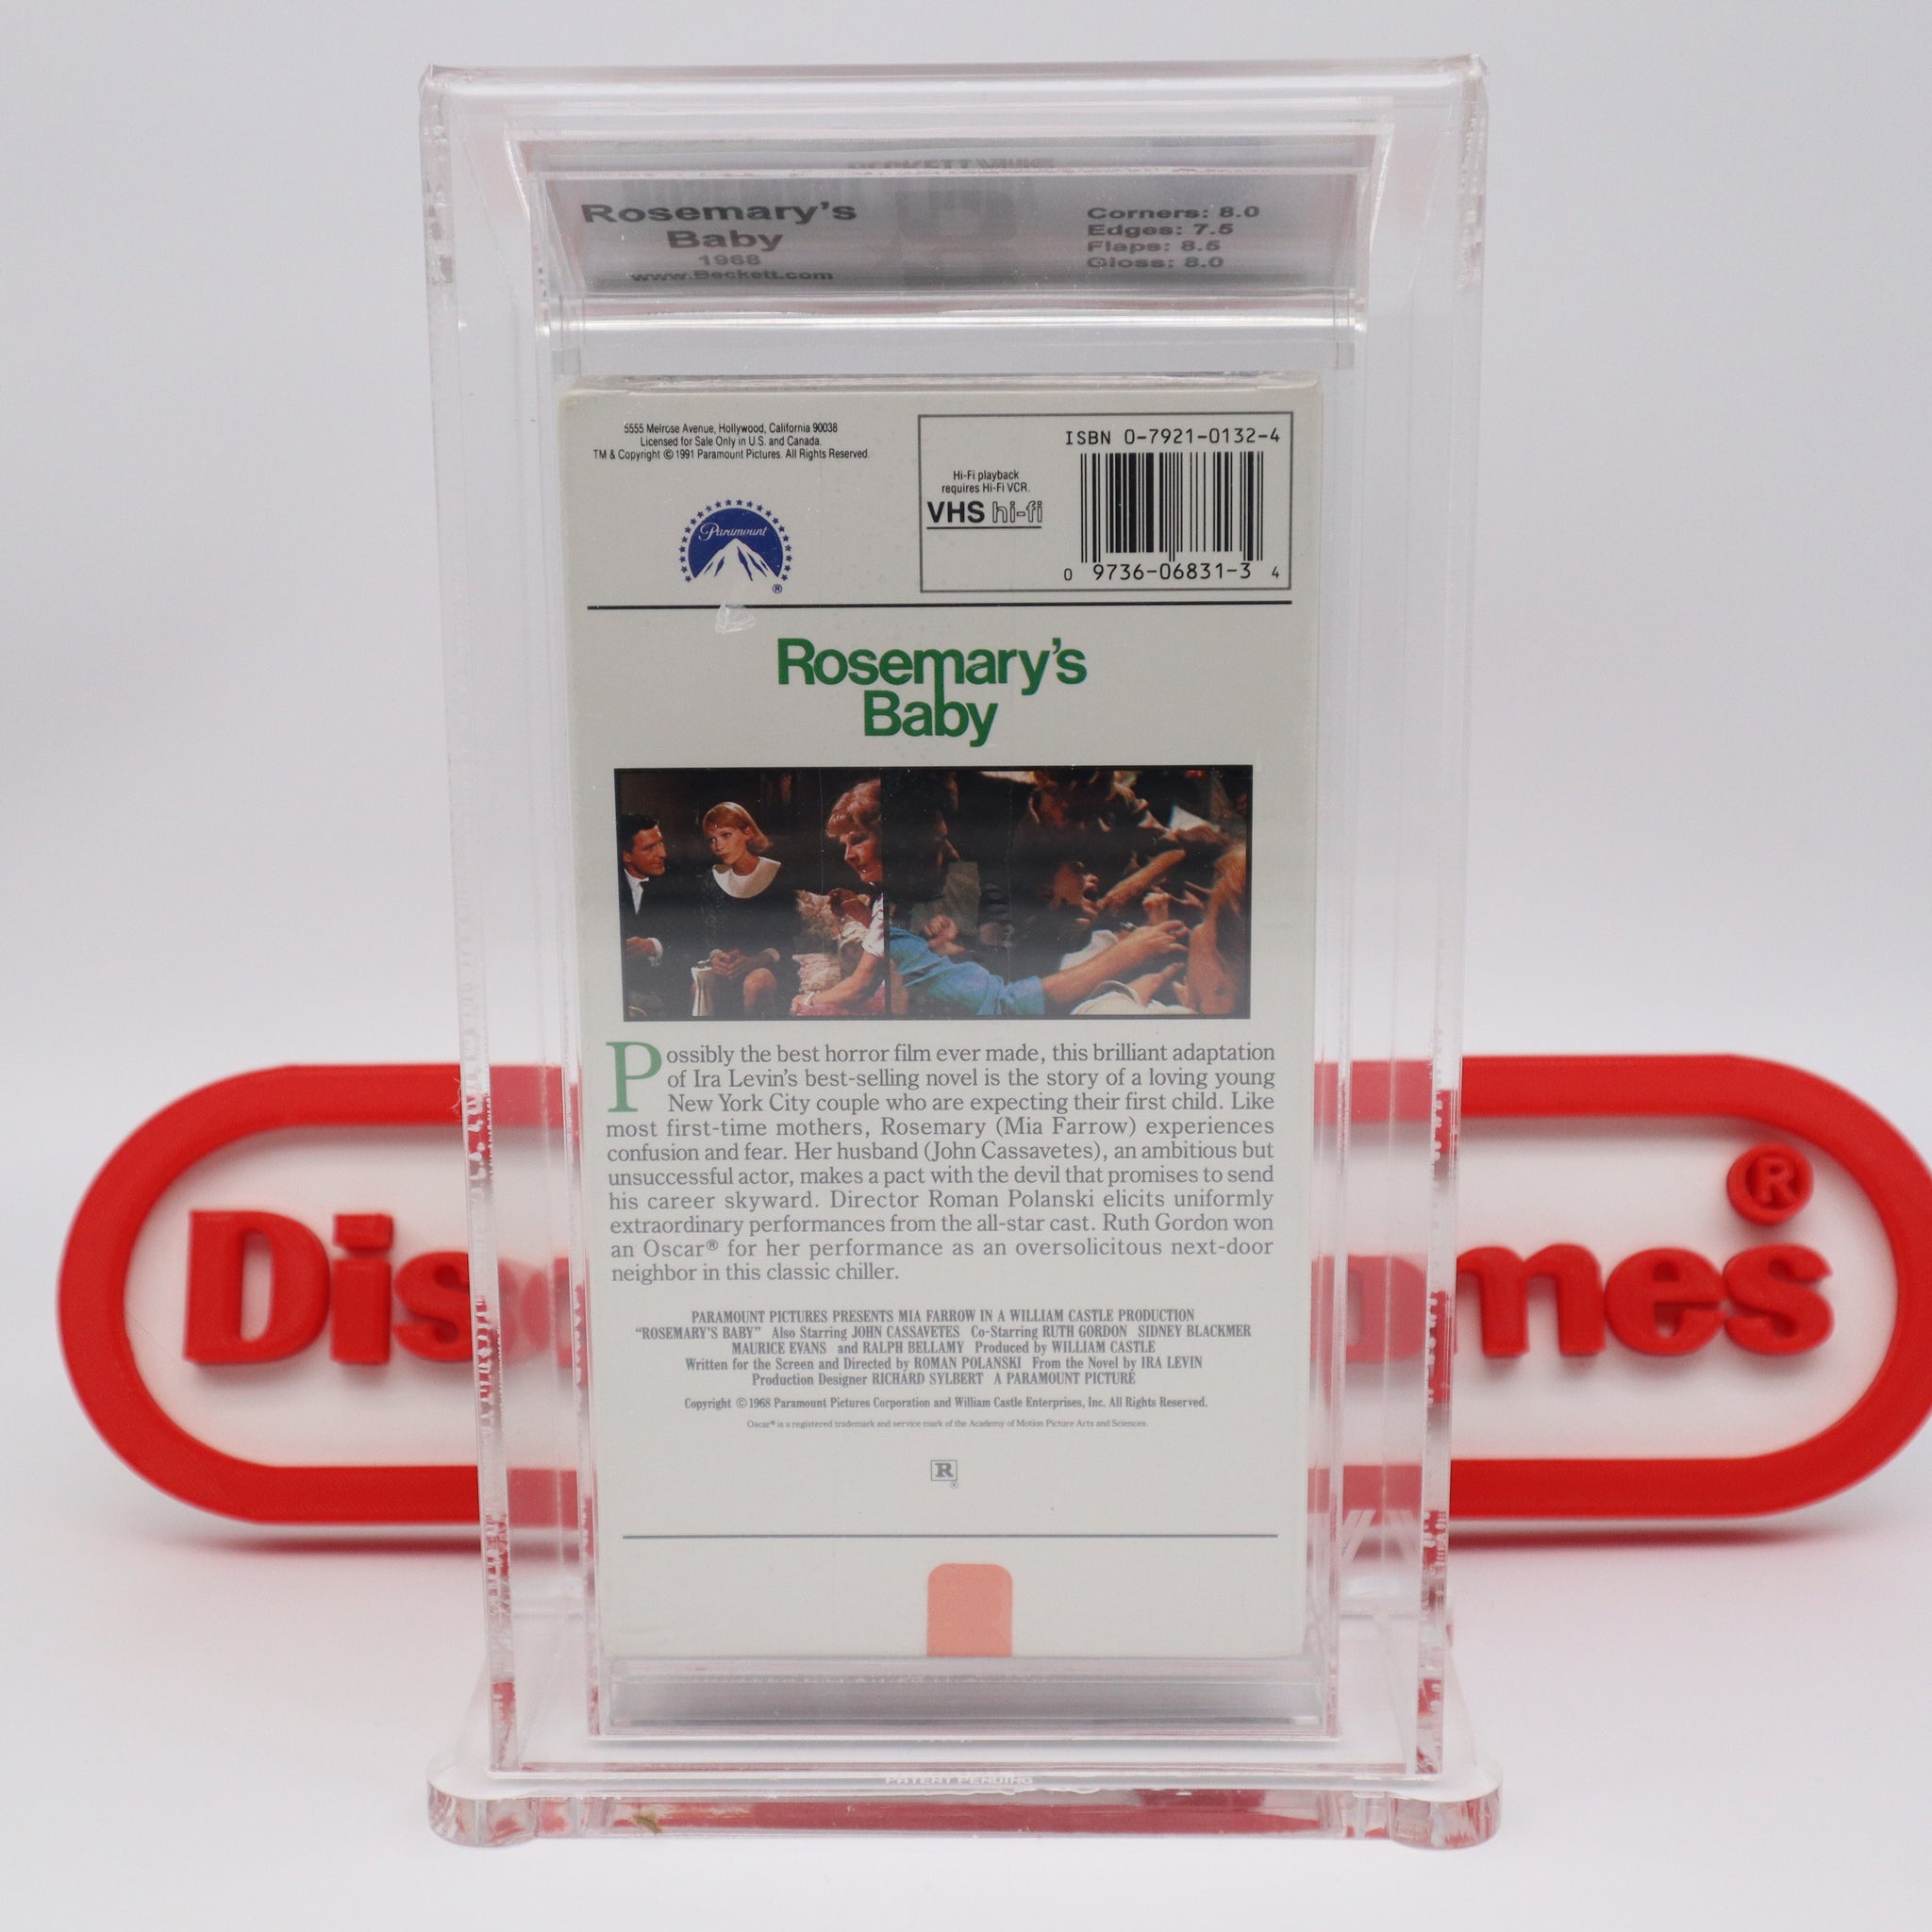 Rosemary's
Baby
1968
www.Beckett.com
Corners: 8.0
Edges: 7.5
Flaps: 8.5
Gloss: 8.0
5555 Melrose Avenue, Hollywood, California 90038
Licensed for Sale Only in U.S. and Canada.
TM & Copyright © 1991 Paramount Pictures. All Rights Reserved.
Paramount
®
Hi-Fi playback
requires Hi-Fi VCR.
VHS hi-fi
ISBN 0-7921-0132-4
0 9736-06831-3 4
Rosemary's
Baby
Possibly the best horror film ever made, this brilliant adaptation
of Ira Levin's best-selling novel is the story of a loving young
New York City couple who are expecting their first child. Like
most first-time mothers, Rosemary (Mia Farrow) experiences
confusion and fear. Her husband (John Cassavetes), an ambitious but
unsuccessful actor, makes a pact with the devil that promises to send
his career skyward. Director Roman Polanski elicits uniformly
extraordinary performances from the all-star cast. Ruth Gordon won
an Oscar® for her performance as an oversolicitous next-door
neighbor in this classic chiller.
PARAMOUNT PICTURES PRESENTS MIA FARROW IN A WILLIAM CASTLE PRODUCTION
"ROSEMARY'S BABY" Also Starring JOHN CASSAVETES Co-Starring RUTH GORDON SIDNEY BLACKMER
MAURICE EVANS and RALPH BELLAMY Produced by WILLIAM CASTLE
Written for the Screen and Directed by ROMAN POLANSKI From the Novel by IRA LEVIN
Production Designer RICHARD SYLBERT A PARAMOUNT PICTURE
Copyright © 1968 Paramount Pictures Corporation and William Castle Enterprises, Inc. All Rights Reserved.
Oscar® is a registered trademark and service mark of the Academy of Motion Picture Arts and Sciences.
R
®
PATENT PENDING
®